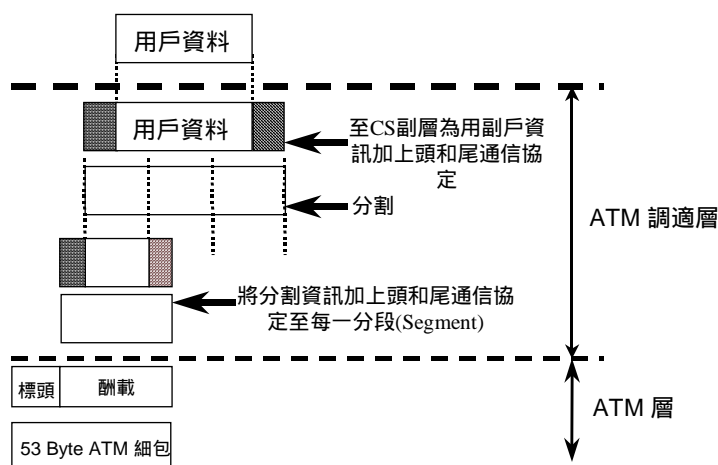 用戶資料
用戶資料
至CS副層為用副戶資
訊加上頭和尾通信協
定
分割
ATM 調適層
將分割資訊加上頭和尾通信協
定至每一分段(Segment)
標頭
酬載
ATM 層
53 Byte ATM 細包